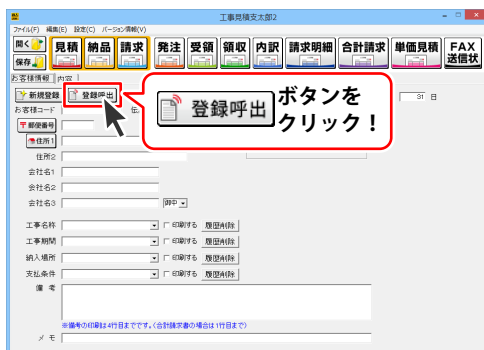 工事見積支太郎2
ファイル(F) 編集(E) 設定(C) バージョン情報(V)
開く 見積 納品 請求 発注 受領 領収 内訳 請求明細 合計請求 単価見積 FAX送信状
保存
お客様情報 内容
新規登録 登録呼出 31 日
登録呼出 ボタンを
クリック！
お客様コード
〒郵便番号
住所1
住所2
会社名1
会社名2
会社名3 御中
工事名称 印刷する 履歴削除
工事期間 印刷する 履歴削除
納入場所 印刷する 履歴削除
支払条件 印刷する 履歴削除
備 考
※備考の印刷は4行目までです。(合計請求書の場合は1行目まで)
メ モ